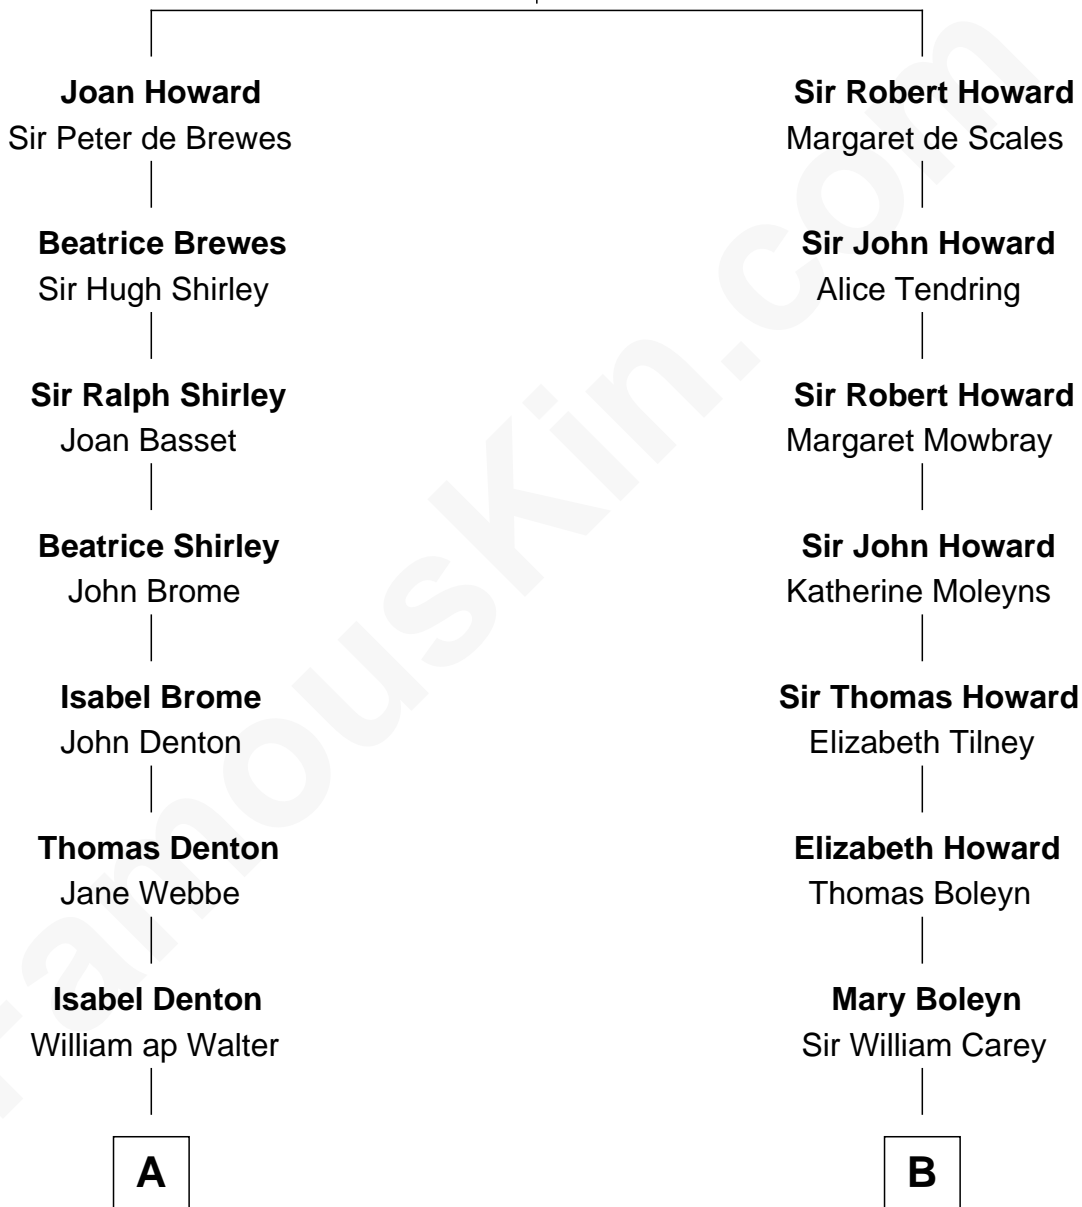 Joan Howard
Sir Peter de Brewes
Beatrice Brewes
Sir Hugh Shirley
Sir Ralph Shirley
Joan Basset
Beatrice Shirley
John Brome
Isabel Brome
John Denton
Thomas Denton
Jane Webbe
Isabel Denton
William ap Walter
A
Sir Robert Howard
Margaret de Scales
Sir John Howard
Alice Tendring
Sir Robert Howard
Margaret Mowbray
Sir John Howard
Katherine Moleyns
Sir Thomas Howard
Elizabeth Tilney
Elizabeth Howard
Thomas Boleyn
Mary Boleyn
Sir William Carey
B
FamousKin.com